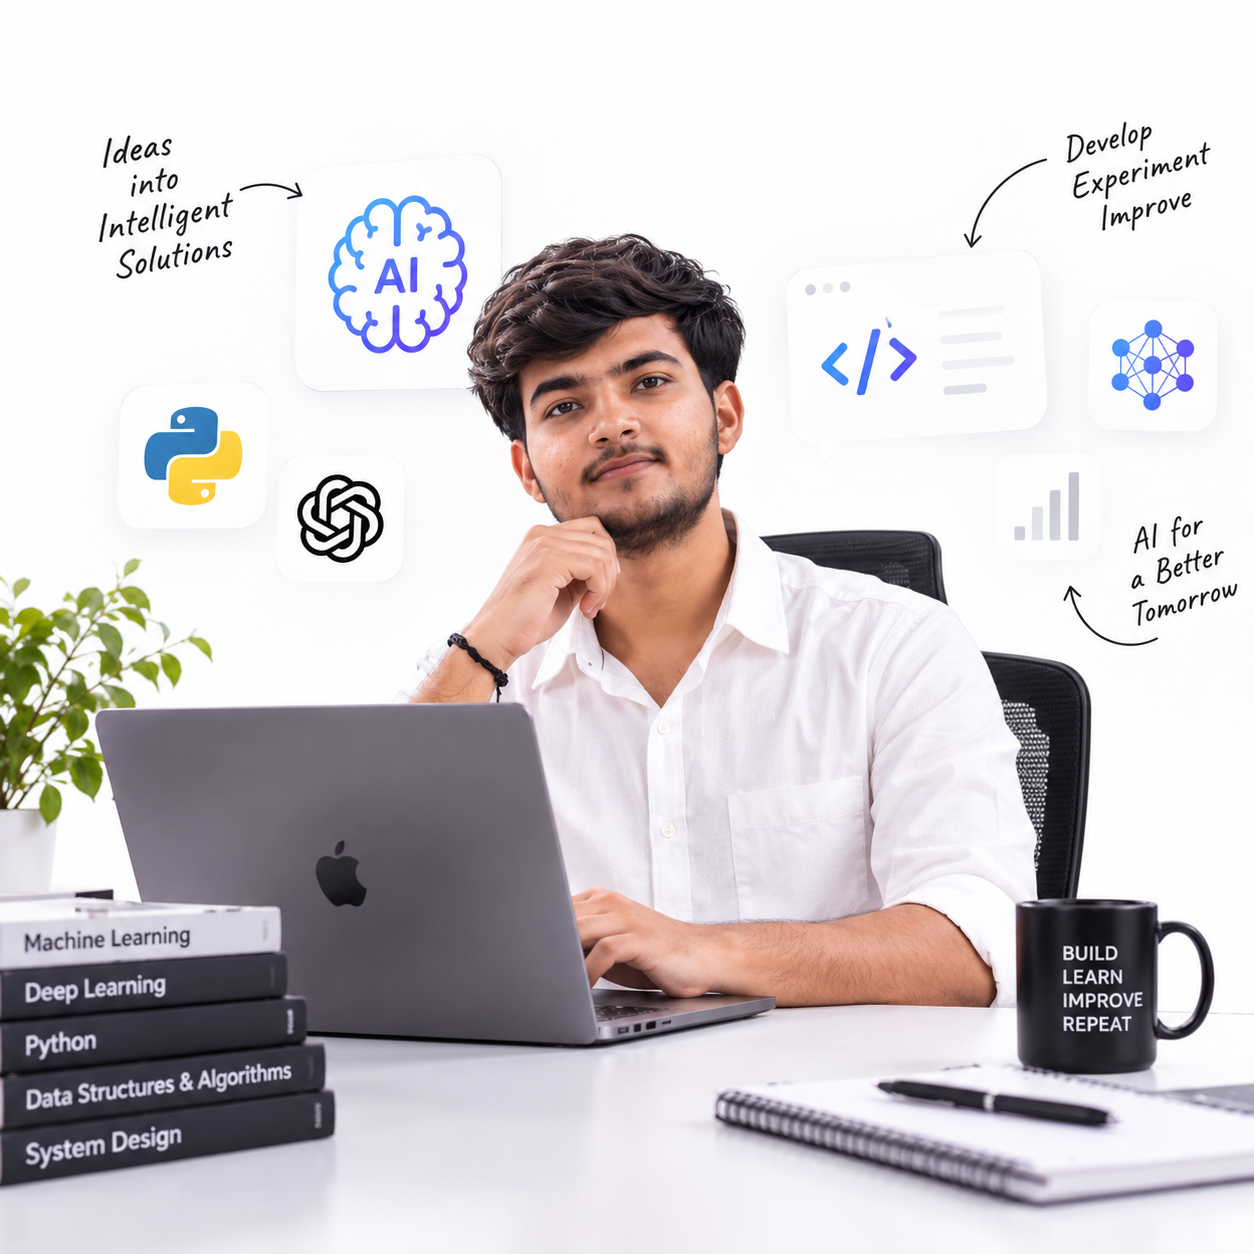 Ideas
into
Intelligent
Solutions
AI
Develop
Experiment
Improve
</>
AI for
a Better
Tomorrow
Machine Learning
Deep Learning
Python
Data Structures & Algorithms
System Design
BUILD
LEARN
IMPROVE
REPEAT